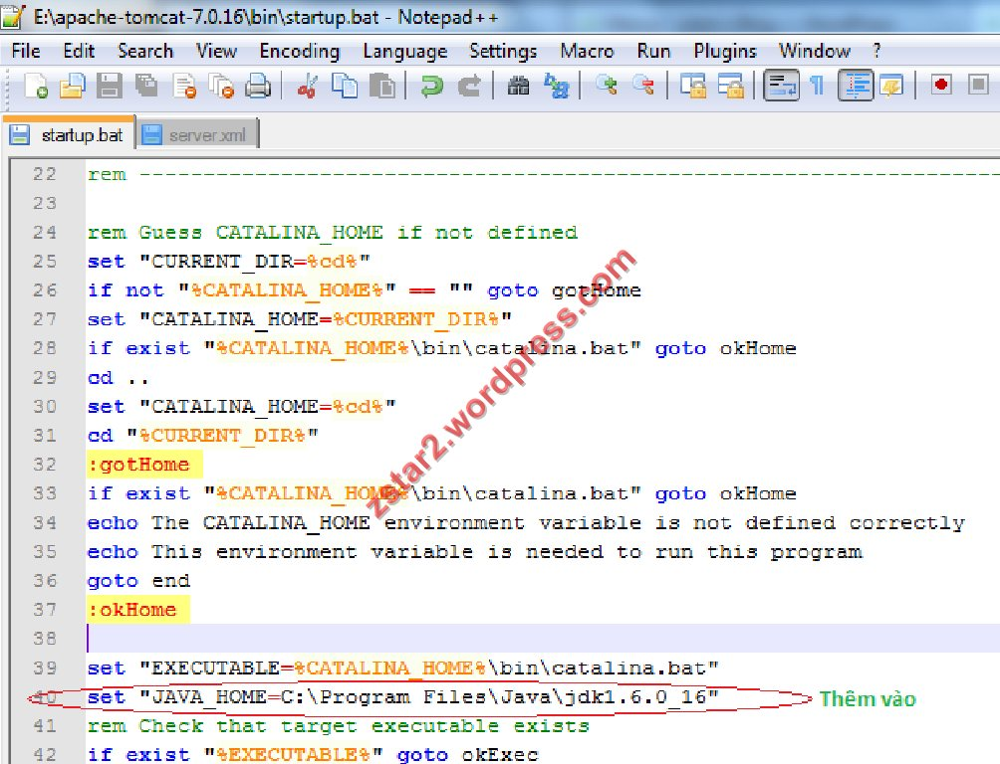 E:\apache-tomcat-7.0.16\bin\startup.bat - Notepad++
File Edit Search View Encoding Language Settings Macro Run Plugins Window ?
startup.bat server.xml
22 rem -------------------------------------------------------------------
23
24 rem Guess CATALINA_HOME if not defined
25 set "CURRENT_DIR=%cd%"
26 if not "%CATALINA_HOME%" == "" goto gotHome
27 set "CATALINA_HOME=%CURRENT_DIR%"
28 if exist "%CATALINA_HOME%\bin\catalina.bat" goto okHome
29 cd ..
30 set "CATALINA_HOME=%cd%"
31 cd "%CURRENT_DIR%"
32 :gotHome
33 if exist "%CATALINA_HOME%\bin\catalina.bat" goto okHome
34 echo The CATALINA_HOME environment variable is not defined correctly
35 echo This environment variable is needed to run this program
36 goto end
37 :okHome
38
39 set "EXECUTABLE=%CATALINA_HOME%\bin\catalina.bat"
40 set "JAVA_HOME=C:\Program Files\Java\jdk1.6.0_16" Thêm vào
41 rem Check that target executable exists
42 if exist "%EXECUTABLE%" goto okExec
zstar2.wordpress.com